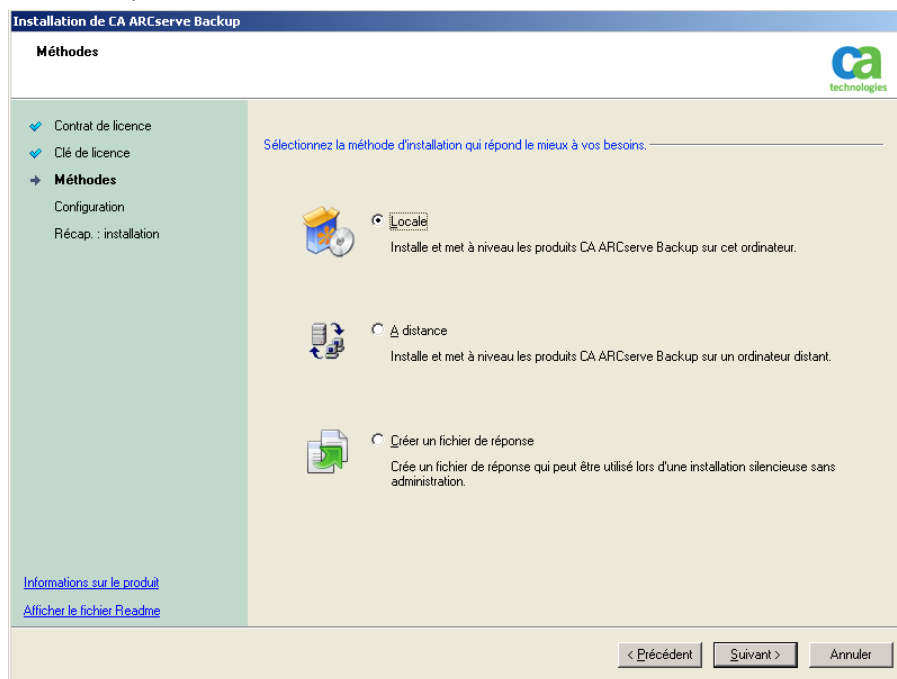 Installation de CA ARCserve Backup
Méthodes
ca
technologies
Contrat de licence
Clé de licence
Méthodes
Configuration
Récap. : installation
Sélectionnez la méthode d'installation qui répond le mieux à vos besoins.
Locale
Installe et met à niveau les produits CA ARCserve Backup sur cet ordinateur.
A distance
Installe et met à niveau les produits CA ARCserve Backup sur un ordinateur distant.
Créer un fichier de réponse
Crée un fichier de réponse qui peut être utilisé lors d'une installation silencieuse sans
administration.
Informations sur le produit
Afficher le fichier Readme
< Précédent
Suivant >
Annuler